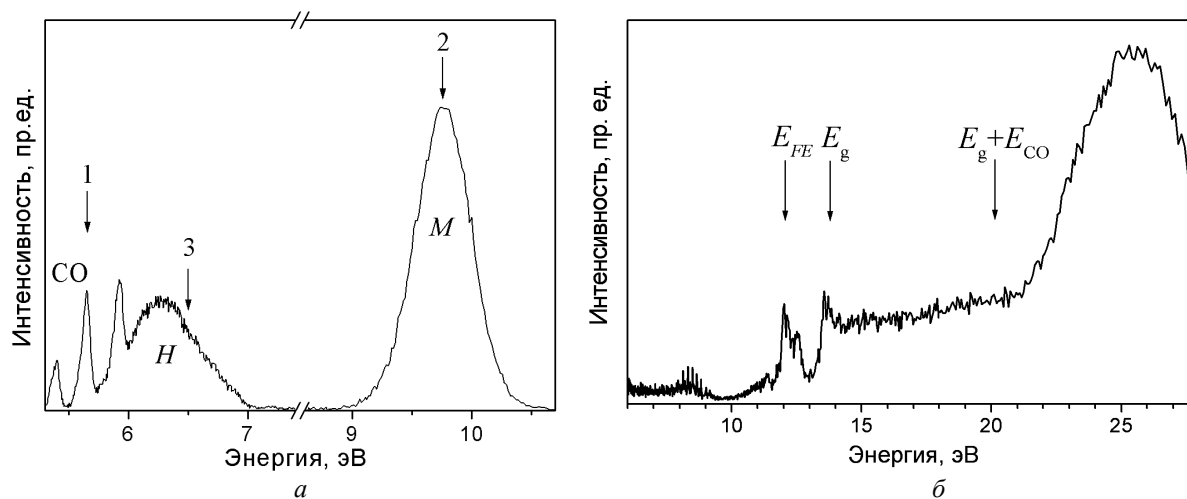 //
2
1
3
CO
H
M
//
6 7 9 10
Интенсивность, пр.ед.
Энергия, эВ
а
E_FE E_g E_g+E_CO
10 15 20 25
Интенсивность, пр. ед.
Энергия, эВ
б